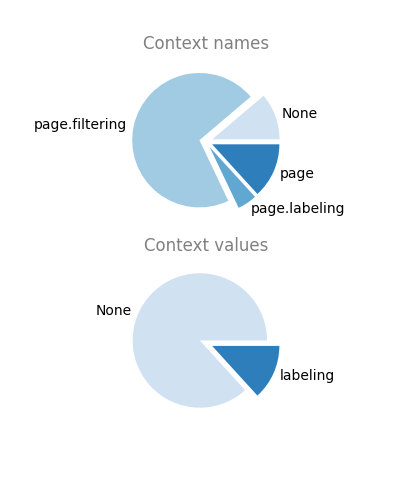 Context names
None
page.filtering
page
page.labeling
Context values
None
labeling